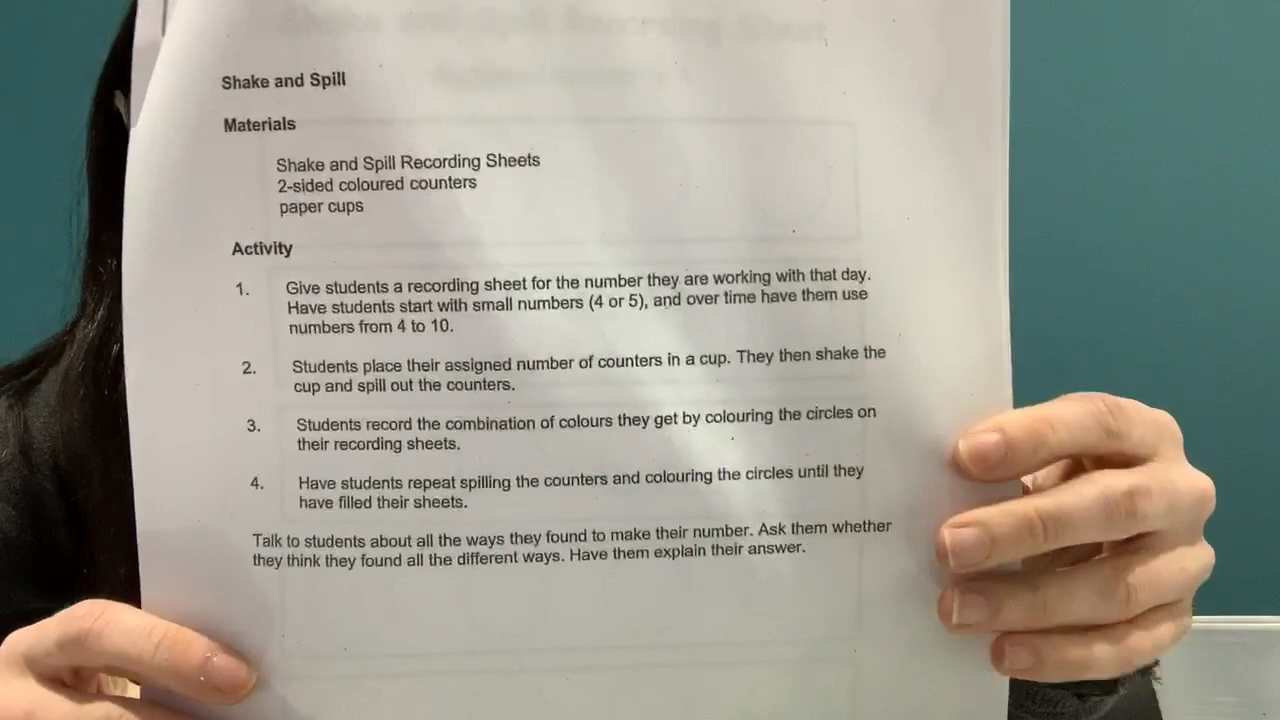 Shake and Spill
Materials
Shake and Spill Recording Sheets
2-sided coloured counters
paper cups
Activity
1. Give students a recording sheet for the number they are working with that day.
Have students start with small numbers (4 or 5), and over time have them use
numbers from 4 to 10.
2. Students place their assigned number of counters in a cup. They then shake the
cup and spill out the counters.
3. Students record the combination of colours they get by colouring the circles on
their recording sheets.
4. Have students repeat spilling the counters and colouring the circles until they
have filled their sheets.
Talk to students about all the ways they found to make their number. Ask them whether
they think they found all the different ways. Have them explain their answer.